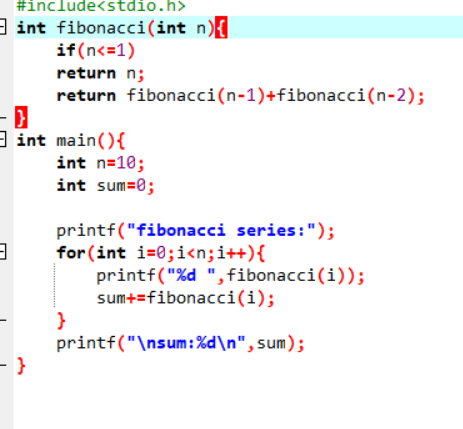 #include<stdio.h>
int fibonacci(int n){
    if(n<=1)
    return n;
    return fibonacci(n-1)+fibonacci(n-2);
}
int main(){
    int n=10;
    int sum=0;

    printf("fibonacci series:");
    for(int i=0;i<n;i++){
        printf("%d ",fibonacci(i));
        sum+=fibonacci(i);
    }
    printf("\nsum:%d\n",sum);
}